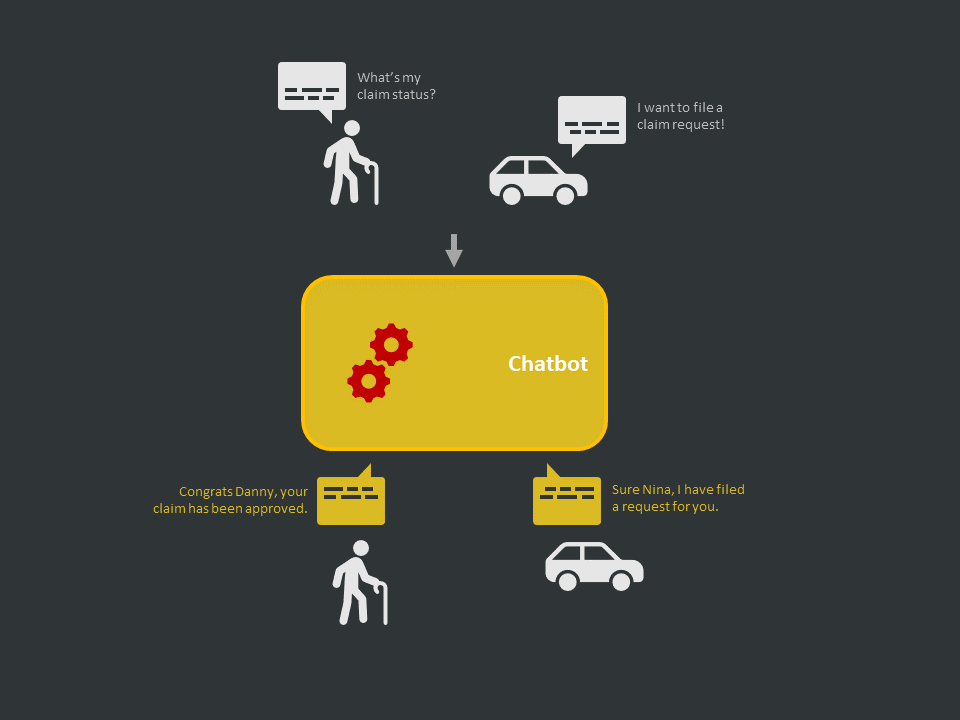 What's my
claim status?
I want to file a
claim request!
Chatbot
Congrats Danny, your
claim has been approved.
Sure Nina, I have filed
a request for you.